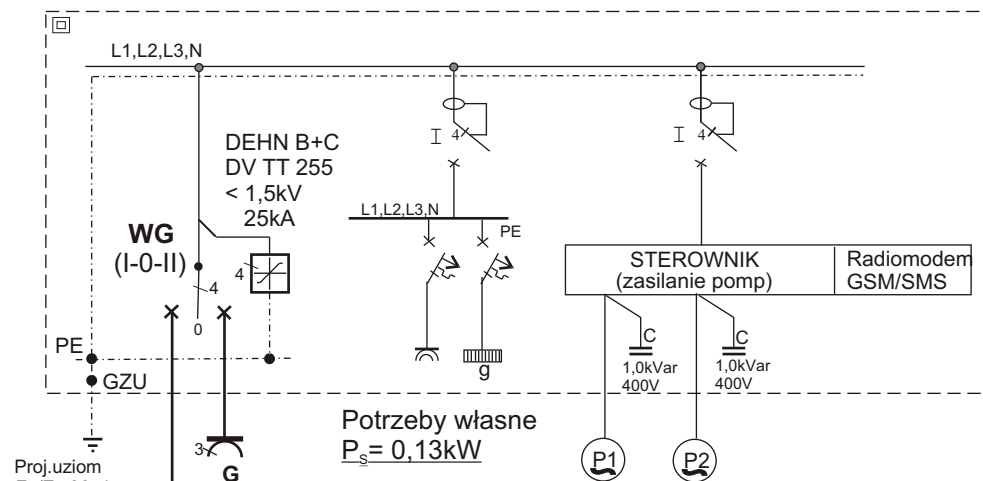 L1,L2,L3,N
DEHN B+C
DV TT 255
< 1,5kV
25kA
I 4
I 4
L1,L2,L3,N
PE
WG
(I-0-II)
4
4
0
STEROWNIK
(zasilanie pomp)
Radiomodem
GSM/SMS
PE
GZU
g
C
1,0kVar
400V
C
1,0kVar
400V
Potrzeby własne
Ps= 0,13kW
3
G
P1
P2
Proj.uziom